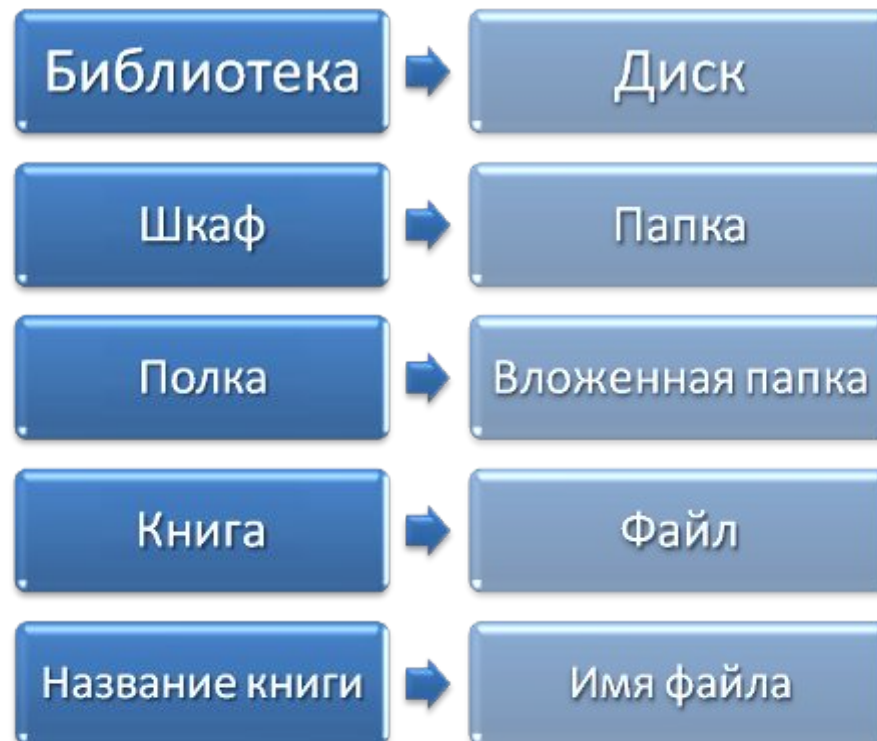 Библиотека
Диск
Шкаф
Папка
Полка
Вложенная папка
Книга
Файл
Название книги
Имя файла